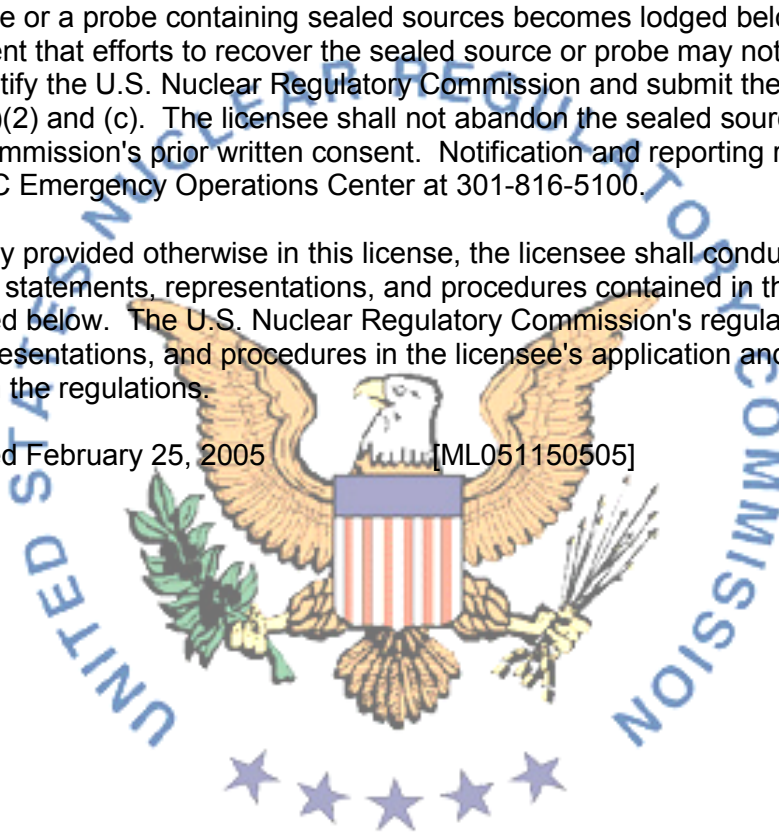 e or a probe containing sealed sources becomes lodged belo
ent that efforts to recover the sealed source or probe may not
tify the U.S. Nuclear Regulatory Commission and submit the
)(2) and (c). The licensee shall not abandon the sealed sourc
ommission's prior written consent. Notification and reporting r
C Emergency Operations Center at 301-816-5100.
y provided otherwise in this license, the licensee shall condu
statements, representations, and procedures contained in th
ed below. The U.S. Nuclear Regulatory Commission's regula
resentations, and procedures in the licensee's application and
the regulations.
ed February 25, 2005 [ML051150505]
UNITED STATES NUCLEAR REGULATORY COMMISSION